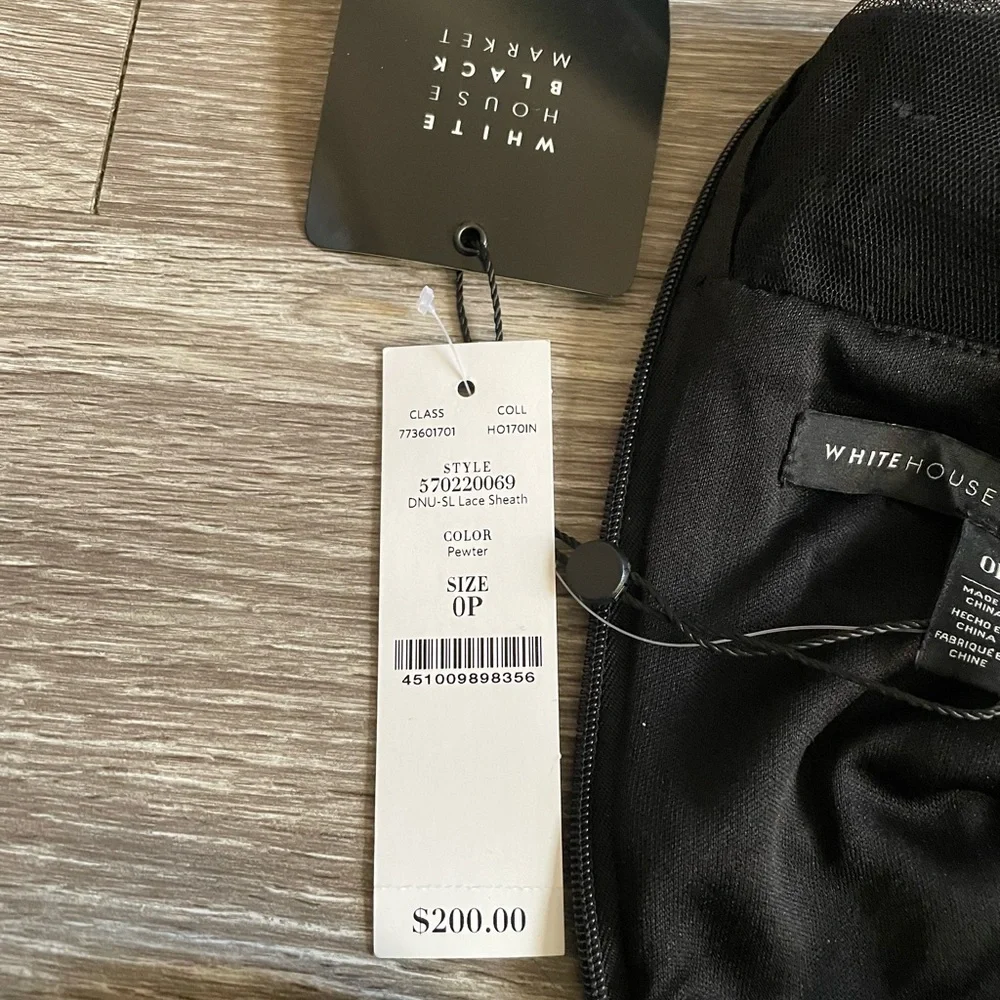 WHITE
HOUSE
BLACK
MARKET
CLASS COLL
773601701 HO170IN
STYLE
570220069
DNU-SL Lace Sheath
COLOR
Pewter
SIZE
0P
451009898356
$200.00
WHITE HOUSE
MADE
CHINA
HECHO E
CHINA
FABRIQUÉ E
CHINE